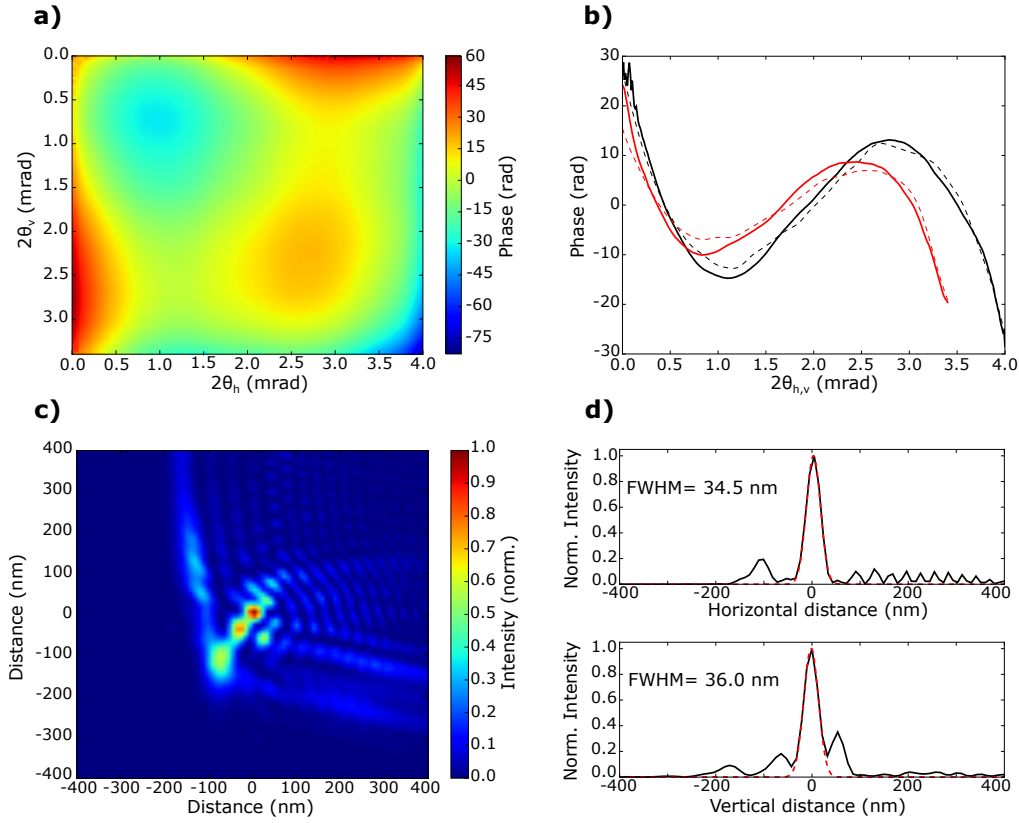 a)
0.0
0.5
1.0
1.5
2.0
2.5
3.0
2θv (mrad)
0.0 0.5 1.0 1.5 2.0 2.5 3.0 3.5 4.0
2θh (mrad)
60
45
30
15
0
-15
-30
-45
-60
-75
Phase (rad)
b)
30
20
10
0
-10
-20
-30
Phase (rad)
0.0 0.5 1.0 1.5 2.0 2.5 3.0 3.5 4.0
2θh,v (mrad)
c)
400
300
200
100
0
-100
-200
-300
-400
Distance (nm)
-400 -300 -200 -100 0 100 200 300 400
Distance (nm)
1.0
0.9
0.8
0.7
0.6
0.5
0.4
0.3
0.2
0.1
0.0
Intensity (norm.)
d)
1.0
0.8
0.6
0.4
0.2
0.0
Norm. Intensity
FWHM= 34.5 nm
-400 -200 0 200 400
Horizontal distance (nm)
1.0
0.8
0.6
0.4
0.2
0.0
Norm. Intensity
FWHM= 36.0 nm
-400 -200 0 200 400
Vertical distance (nm)